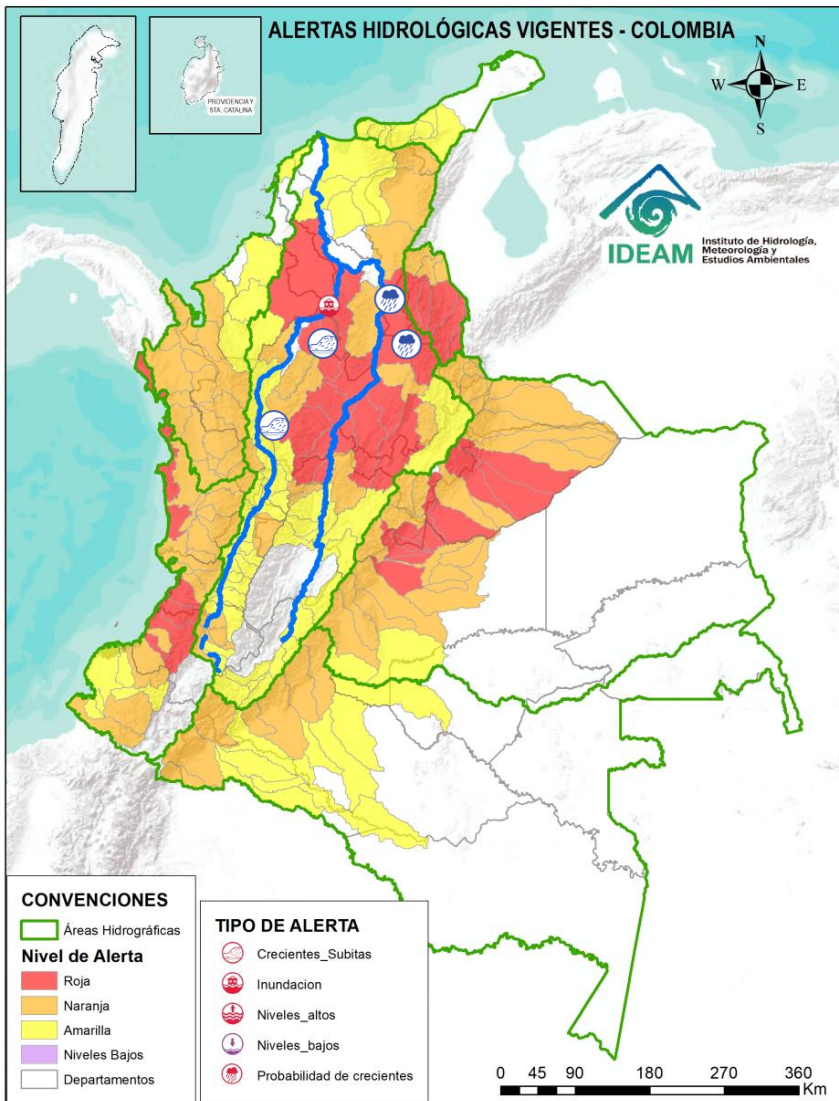 ALERTAS HIDROLÓGICAS VIGENTES - COLOMBIA
PROVIDENCIA Y
STA. CATALINA
N
W
E
S
IDEAM
Instituto de Hidrología,
Meteorología y
Estudios Ambientales
CONVENCIONES
Áreas Hidrográficas
Nivel de Alerta
Roja
Naranja
Amarilla
Niveles Bajos
Departamentos
TIPO DE ALERTA
Crecientes_Subitas
Inundacion
Niveles_altos
Niveles_bajos
Probabilidad de crecientes
0 45 90 180 270 360
Km